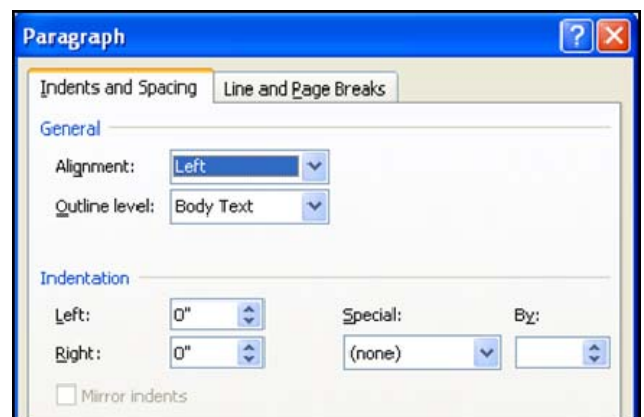 Paragraph
Indents and Spacing Line and Page Breaks
General
Alignment: Left
Outline level: Body Text
Indentation
Left: 0" Special: By:
Right: 0" (none)
Mirror indents